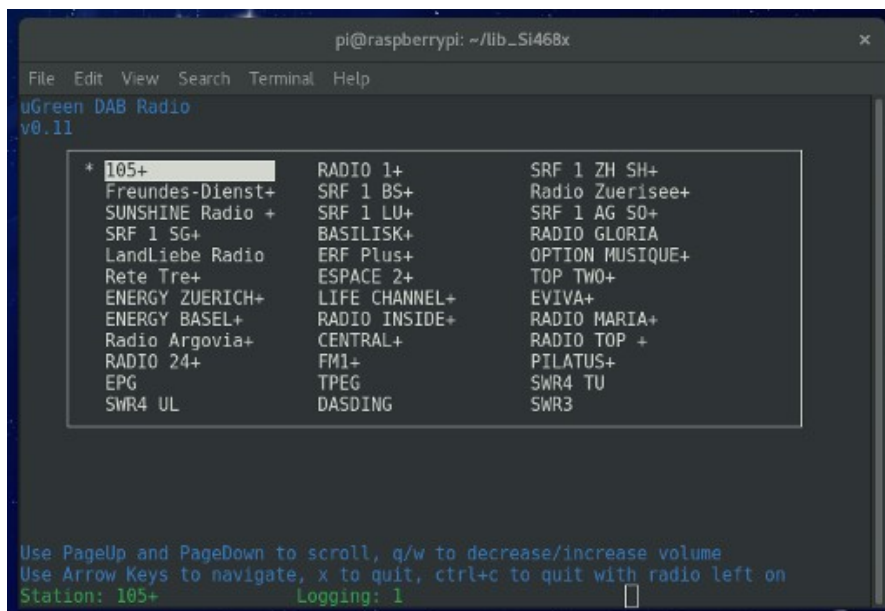 pi@raspberrypi: ~/lib_Si468x ×
File Edit View Search Terminal Help
uGreen DAB Radio
v0.11
* 105+ RADIO 1+ SRF 1 ZH SH+
Freundes-Dienst+ SRF 1 BS+ Radio Zuerisee+
SUNSHINE Radio + SRF 1 LU+ SRF 1 AG SO+
SRF 1 SG+ BASILISK+ RADIO GLORIA
LandLiebe Radio ERF Plus+ OPTION MUSIQUE+
Rete Tre+ ESPACE 2+ TOP TWO+
ENERGY ZUERICH+ LIFE CHANNEL+ EVIVA+
ENERGY BASEL+ RADIO INSIDE+ RADIO MARIA+
Radio Argovia+ CENTRAL+ RADIO TOP +
RADIO 24+ FM1+ PILATUS+
EPG TPEG SWR4 TU
SWR4 UL DASDING SWR3
Use PageUp and PageDown to scroll, q/w to decrease/increase volume
Use Arrow Keys to navigate, x to quit, ctrl+c to quit with radio left on
Station: 105+ Logging: 1